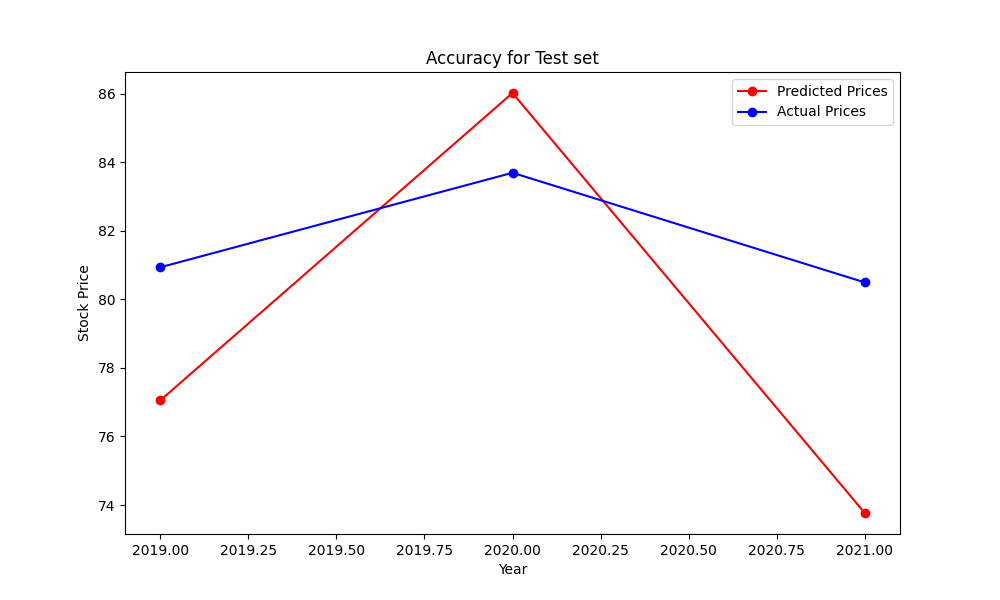 Accuracy for Test set
Predicted Prices
Actual Prices
Stock Price
86
84
82
80
78
76
74
2019.00 2019.25 2019.50 2019.75 2020.00 2020.25 2020.50 2020.75 2021.00
Year